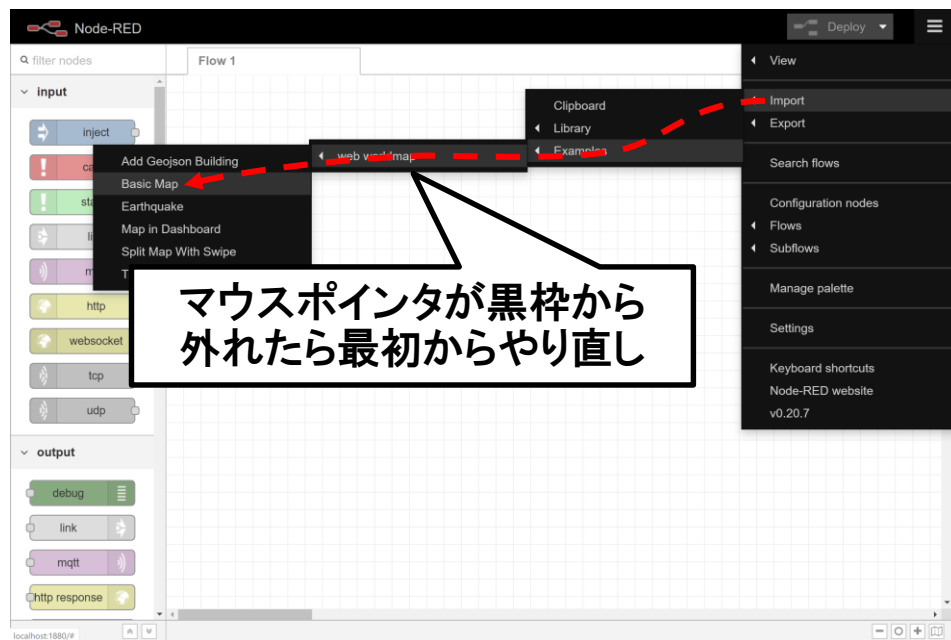 Node-RED
Deploy
filter nodes
Flow 1
input
inject
http
websocket
tcp
udp
output
debug
link
mqtt
http response
View
Import
Export
Search flows
Configuration nodes
Flows
Subflows
Manage palette
Settings
Keyboard shortcuts
Node-RED website
v0.20.7
Clipboard
Library
Examples
web worldmap
Add Geojson Building
Basic Map
Earthquake
Map in Dashboard
Split Map With Swipe
マウスポインタが黒枠から
外れたら最初からやり直し
localhost:1880/#